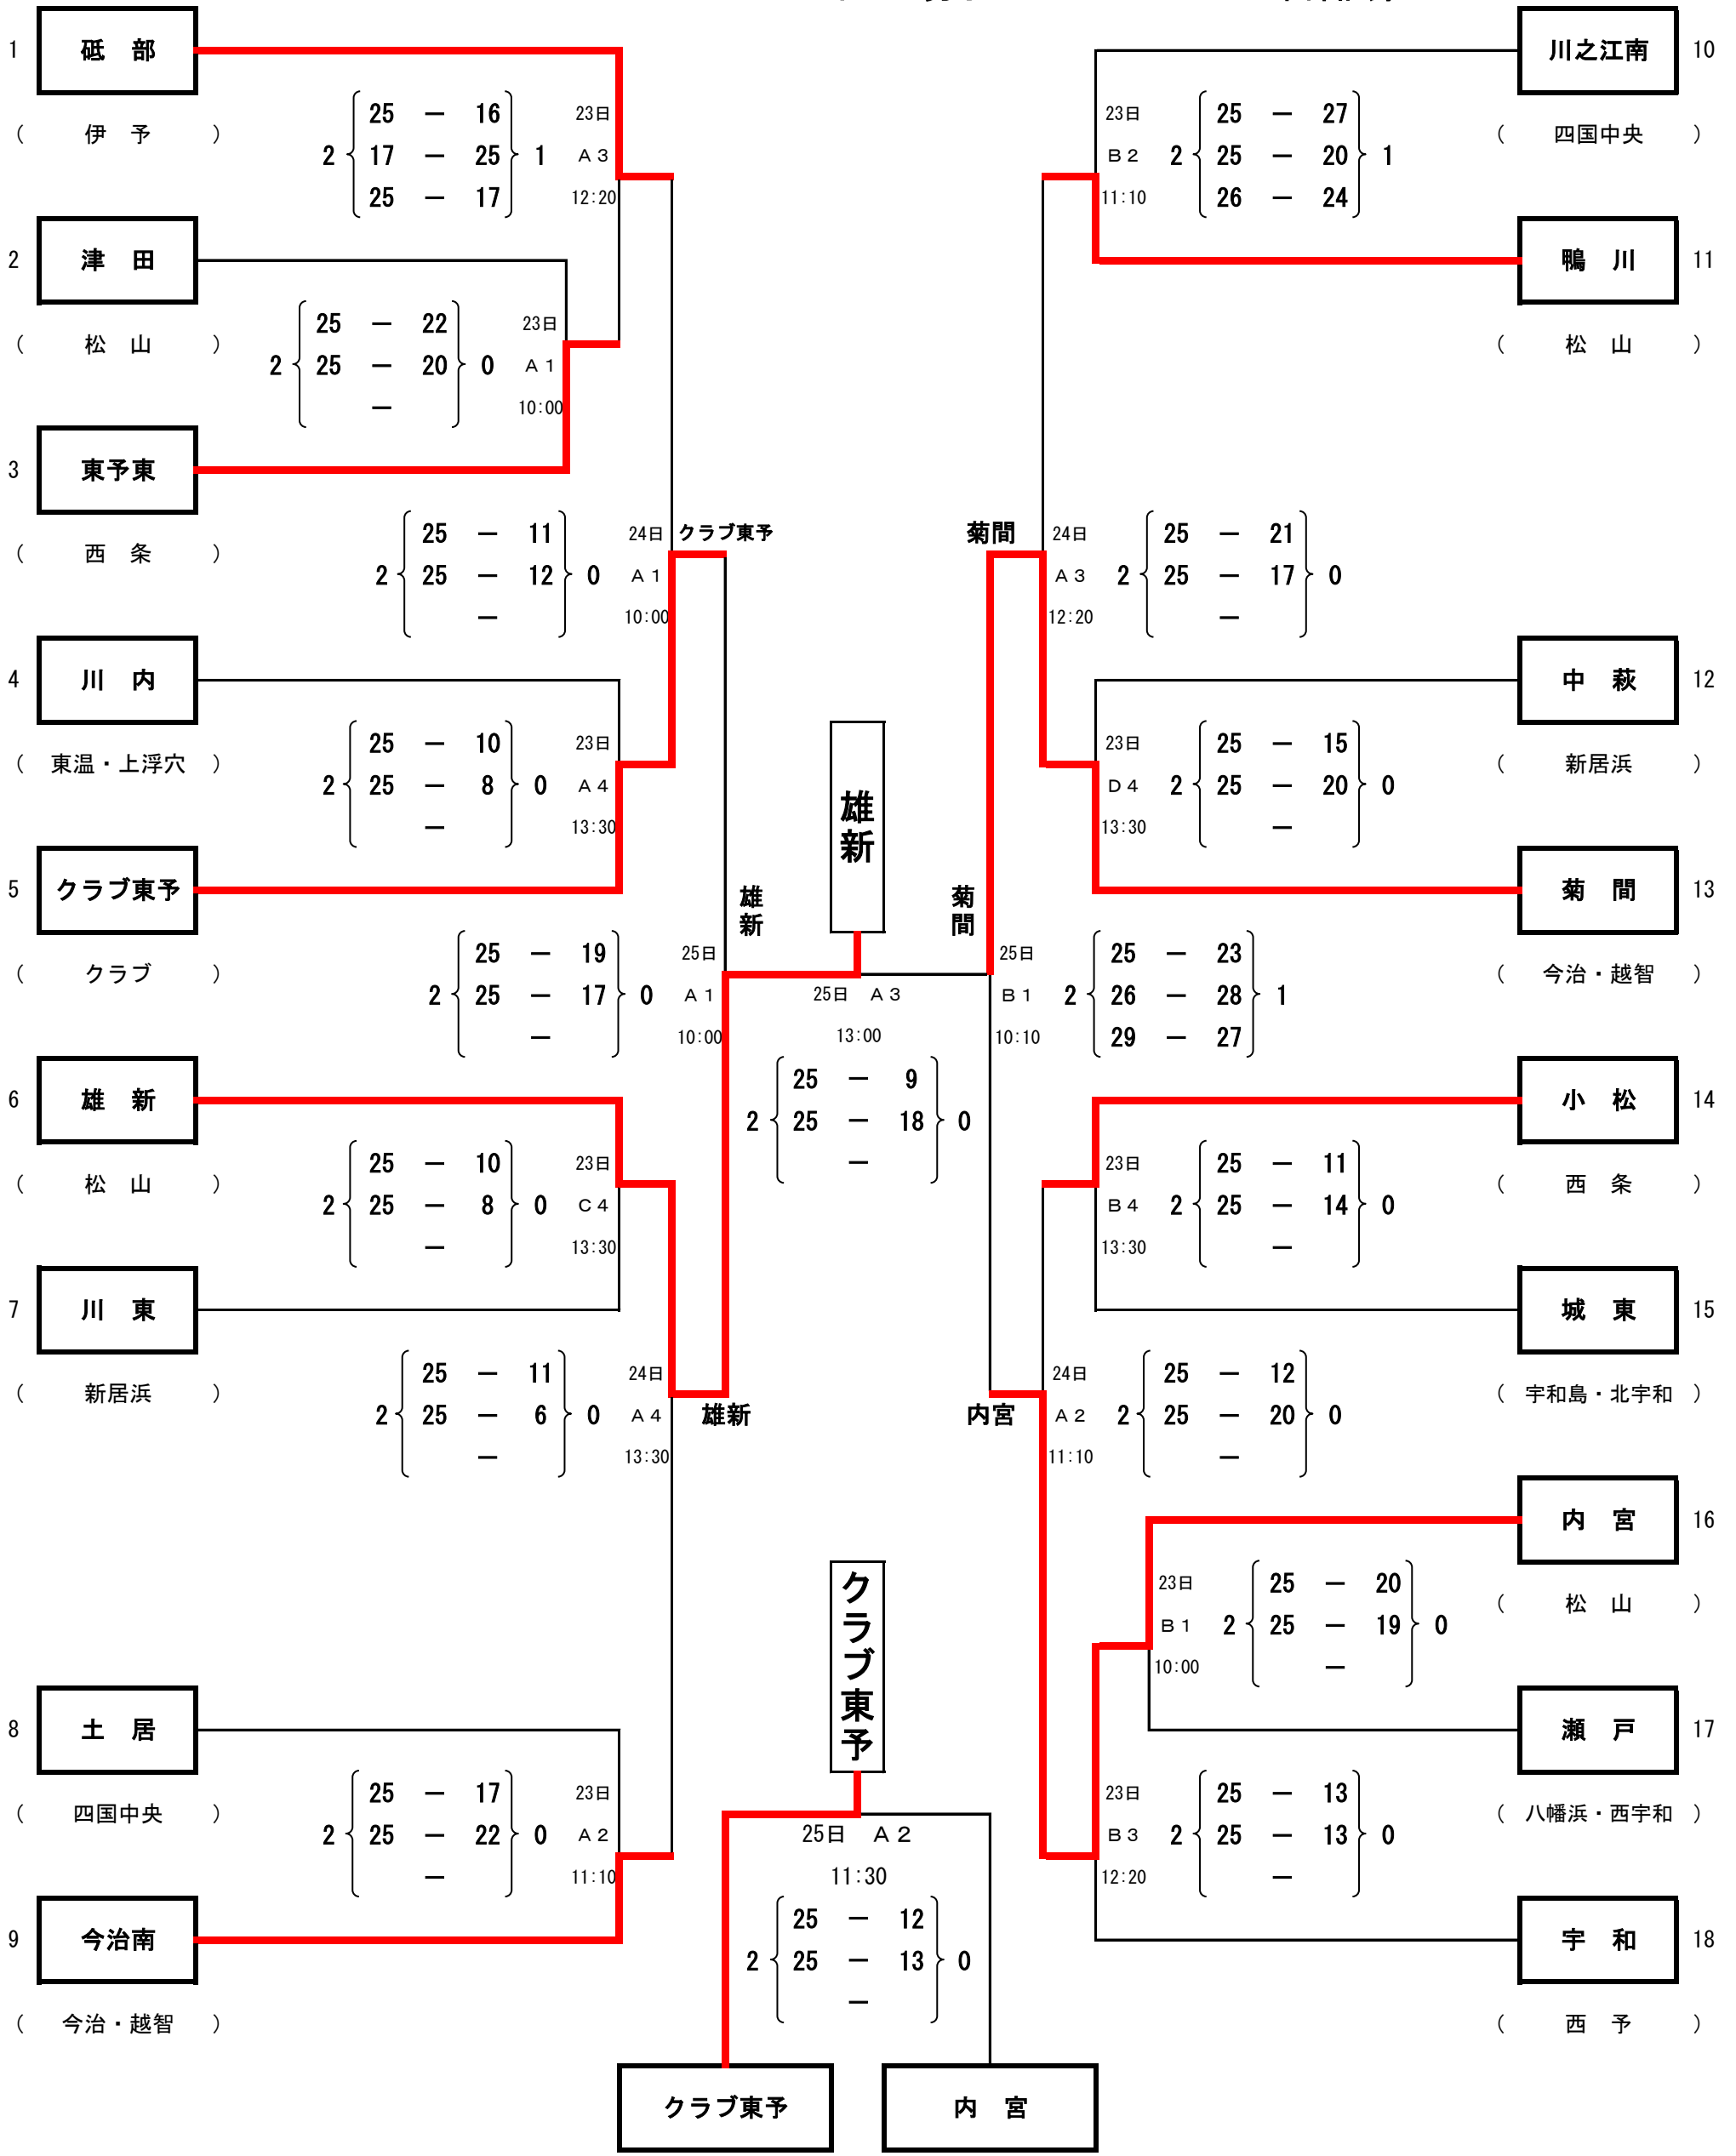 1 砥 部
( 伊 予 )
25 − 16
2 17 − 25 1
25 − 17
23日
A3
12:20
2 津 田
( 松 山 )
25 − 22
2 25 − 20 0
−
23日
A1
10:00
3 東予東
( 西 条 )
25 − 11
2 25 − 12 0
−
24日
A1
10:00
クラブ東予
4 川 内
( 東温・上浮穴 )
25 − 10
2 25 − 8 0
−
23日
A4
13:30
5 クラブ東予
( クラブ )
25 − 19
2 25 − 17 0
−
25日
A1
10:00
雄新
6 雄 新
( 松 山 )
25 − 10
2 25 − 8 0
−
23日
C4
13:30
7 川 東
( 新居浜 )
25 − 11
2 25 − 6 0
−
24日
A4
13:30
雄新
8 土 居
( 四国中央 )
25 − 17
2 25 − 22 0
−
23日
A2
11:10
9 今治南
( 今治・越智 )
雄新
25日 A3
13:00
25 − 9
2 25 − 18 0
−
クラブ東予
25日 A2
11:30
25 − 12
2 25 − 13 0
−
クラブ東予
内 宮
川之江南 10
( 四国中央 )
23日
B2
11:10
25 − 27
2 25 − 20 1
26 − 24
鴨 川 11
( 松 山 )
菊間
24日
A3
12:20
25 − 21
2 25 − 17 0
−
中 萩 12
( 新居浜 )
23日
D4
13:30
25 − 15
2 25 − 20 0
−
菊 間 13
( 今治・越智 )
菊間
25日
B1
10:10
25 − 23
2 26 − 28 1
29 − 27
小 松 14
( 西 条 )
23日
B4
13:30
25 − 11
2 25 − 14 0
−
城 東 15
( 宇和島・北宇和 )
内宮
24日
A2
11:10
25 − 12
2 25 − 20 0
−
内 宮 16
( 松 山 )
23日
B1
10:00
25 − 20
2 25 − 19 0
−
瀬 戸 17
( 八幡浜・西宇和 )
23日
B3
12:20
25 − 13
2 25 − 13 0
−
宇 和 18
( 西 予 )